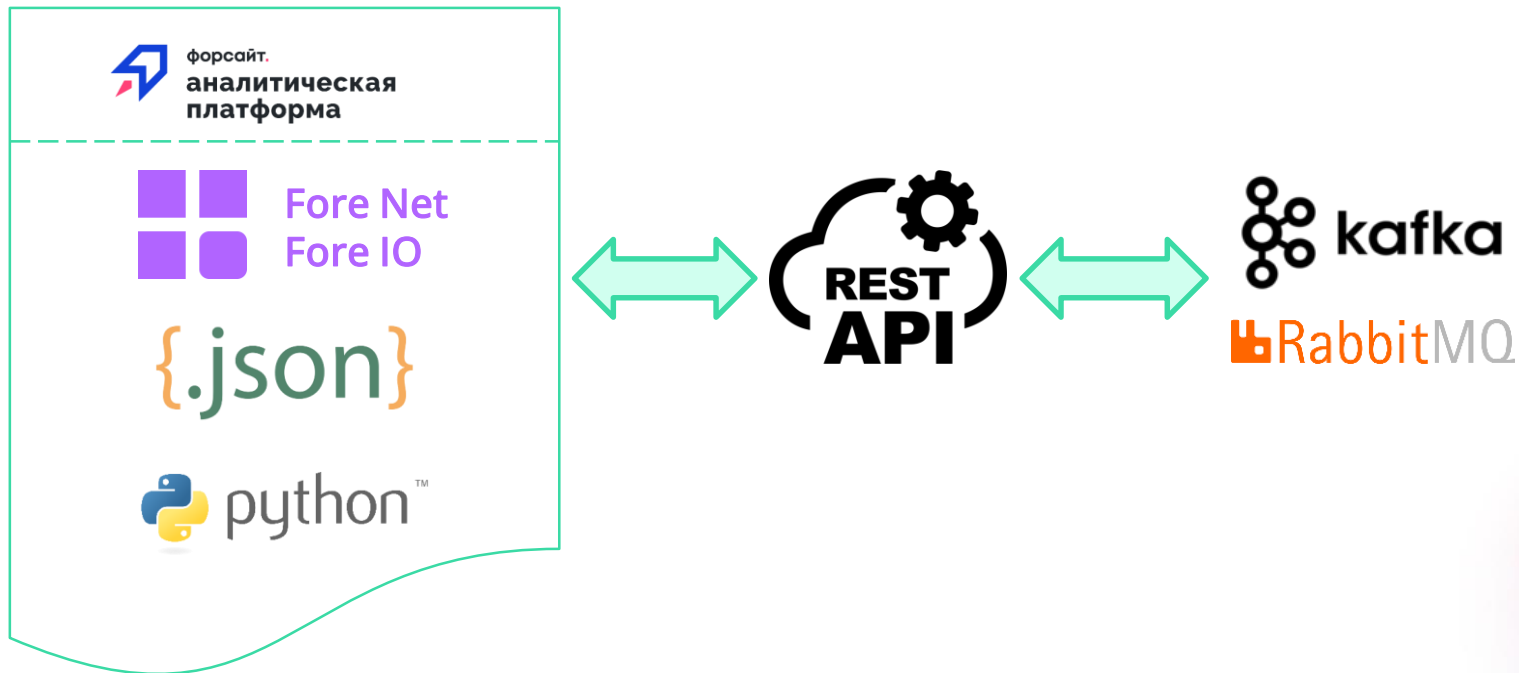 форсайт.
аналитическая
платформа
Fore Net
Fore IO
{.json}
python™
REST
API
kafka
RabbitMQ